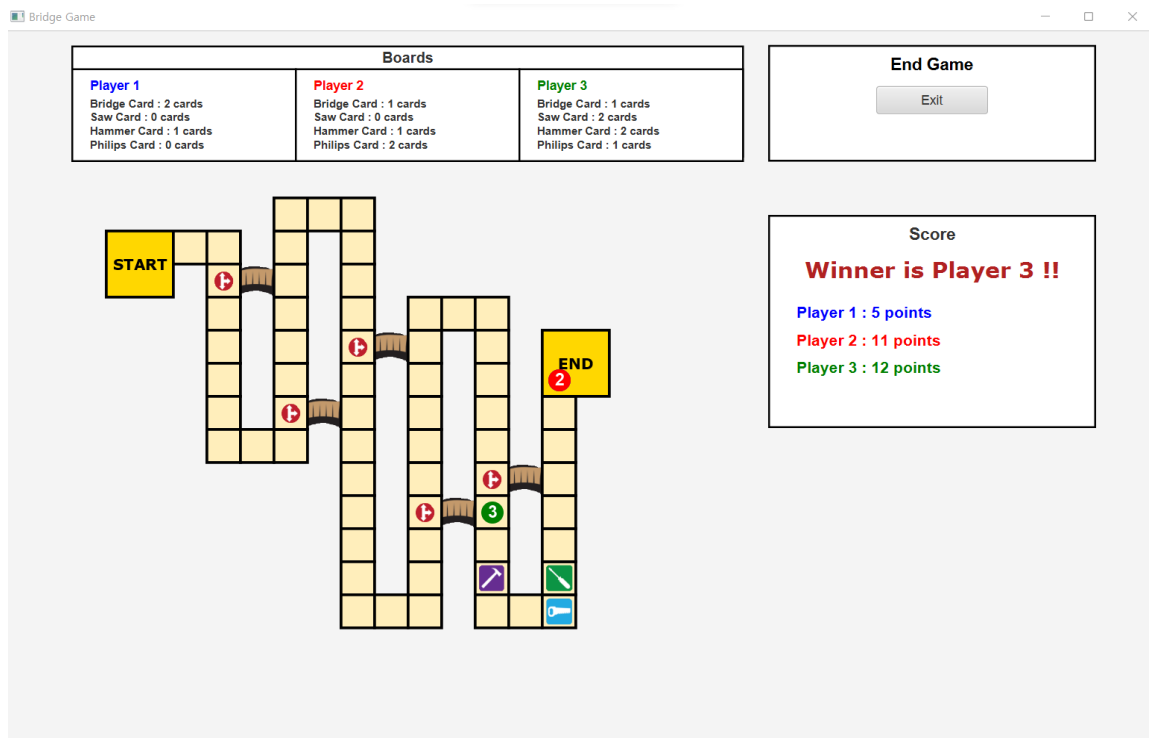 Bridge Game
Boards
Player 1
Bridge Card : 2 cards
Saw Card : 0 cards
Hammer Card : 1 cards
Philips Card : 0 cards
Player 2
Bridge Card : 1 cards
Saw Card : 0 cards
Hammer Card : 1 cards
Philips Card : 2 cards
Player 3
Bridge Card : 1 cards
Saw Card : 2 cards
Hammer Card : 2 cards
Philips Card : 1 cards
End Game
Exit
START
END
2
3
Score
Winner is Player 3 !!
Player 1 : 5 points
Player 2 : 11 points
Player 3 : 12 points